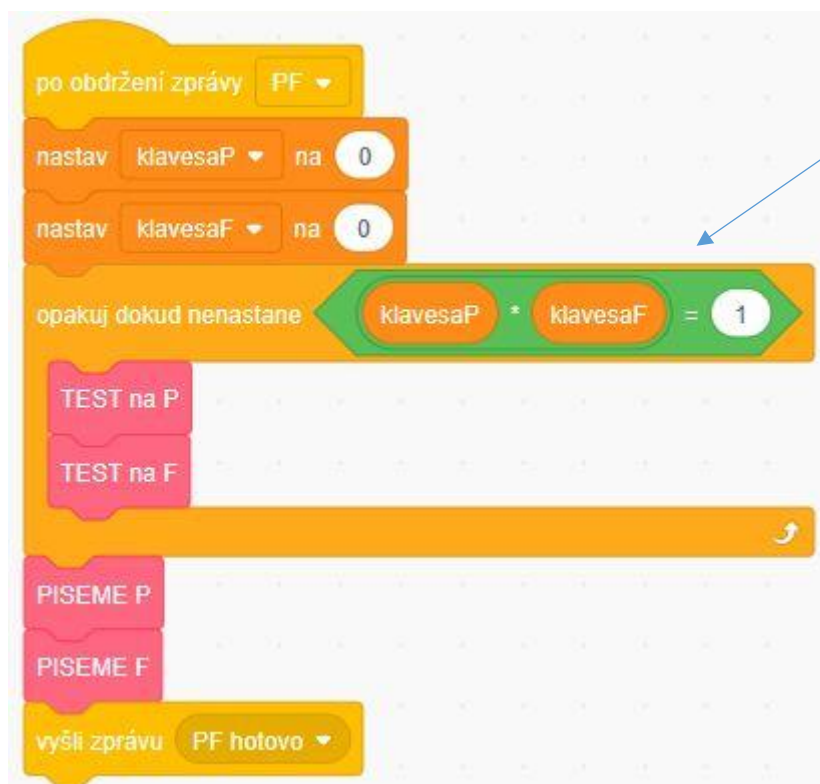 po obdržení zprávy PF
nastav klavesaP na 0
nastav klavesaF na 0
opakuj dokud nenastane klavesaP * klavesaF = 1
TEST na P
TEST na F
PISEME P
PISEME F
vyšli zprávu PF hotovo